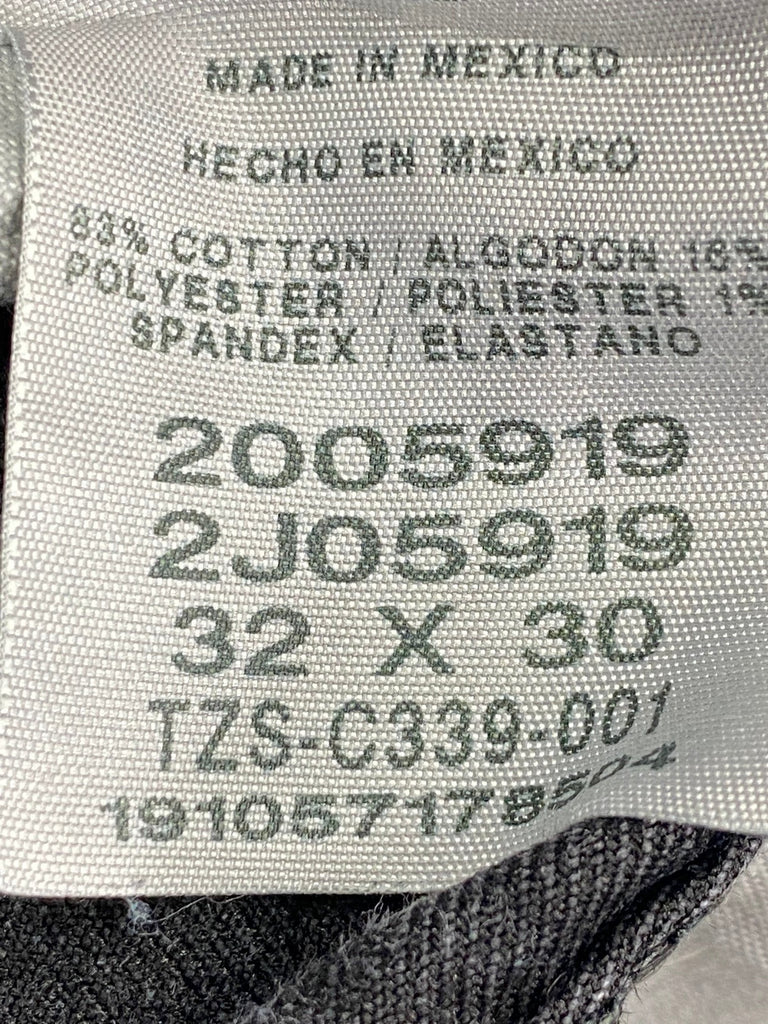 MADE IN MEXICO
HECHO EN MEXICO
83% COTTON / ALGODON 16%
POLYESTER / POLIESTER 1%
SPANDEX / ELASTANO
2005919
2J05919
32 X 30
TZS-C339-001
191057178504